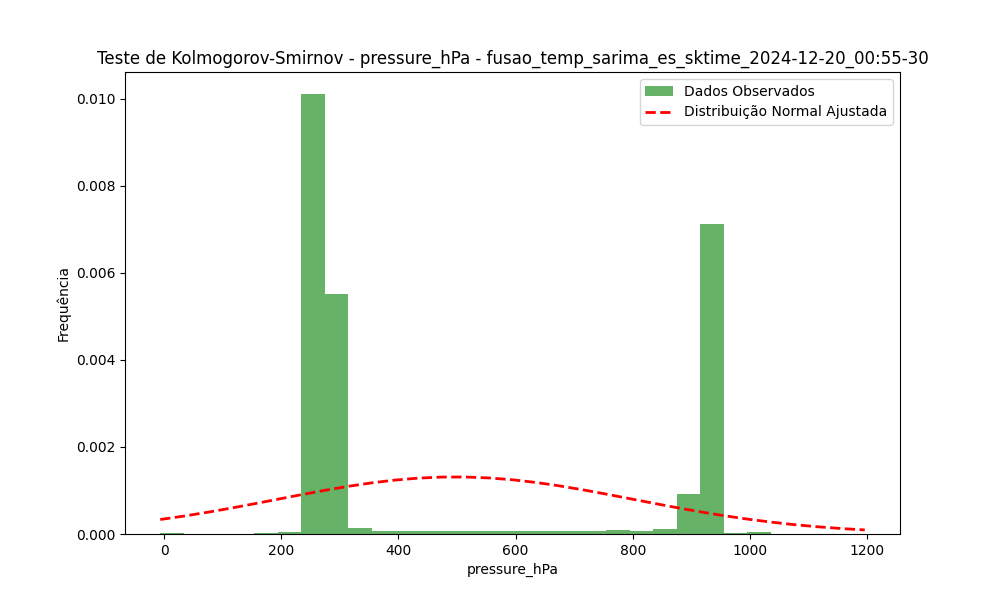 Teste de Kolmogorov-Smirnov - pressure_hPa - fusao_temp_sarima_es_sktime_2024-12-20_00:55-30
Dados Observados
Distribuição Normal Ajustada
0.010
0.008
0.006
0.004
0.002
0.000
Frequência
0 200 400 600 800 1000 1200
pressure_hPa